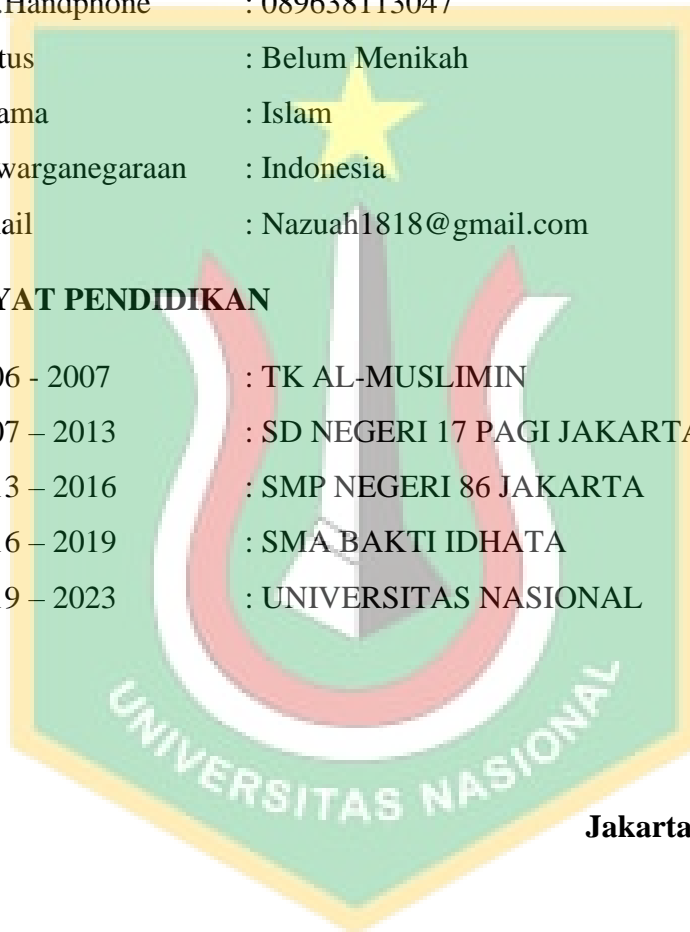 .Handphone : 089638113047
tus : Belum Menikah
ama : Islam
warganegaraan : Indonesia
ail : Nazuah1818@gmail.com
YAT PENDIDIKAN
06 - 2007 : TK AL-MUSLIMIN
07 – 2013 : SD NEGERI 17 PAGI JAKARTA
13 – 2016 : SMP NEGERI 86 JAKARTA
16 – 2019 : SMA BAKTI IDHATA
19 – 2023 : UNIVERSITAS NASIONAL
UNIVERSITAS NASIONAL
Jakarta